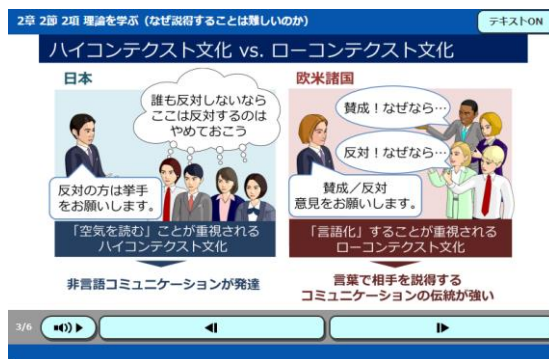 2章 2節 2項 理論を学ぶ（なぜ説得することは難しいのか）
テキストON
ハイコンテクスト文化 vs. ローコンテクスト文化
日本
誰も反対しないなら
ここは反対するのは
やめておこう
反対の方は挙手
をお願いします。
「空気を読む」ことが重視される
ハイコンテクスト文化
非言語コミュニケーションが発達
欧米諸国
賛成！なぜなら…
反対！なぜなら…
賛成／反対
意見をお願いします。
「言語化」することが重視される
ローコンテクスト文化
言葉で相手を説得する
コミュニケーションの伝統が強い
3/6